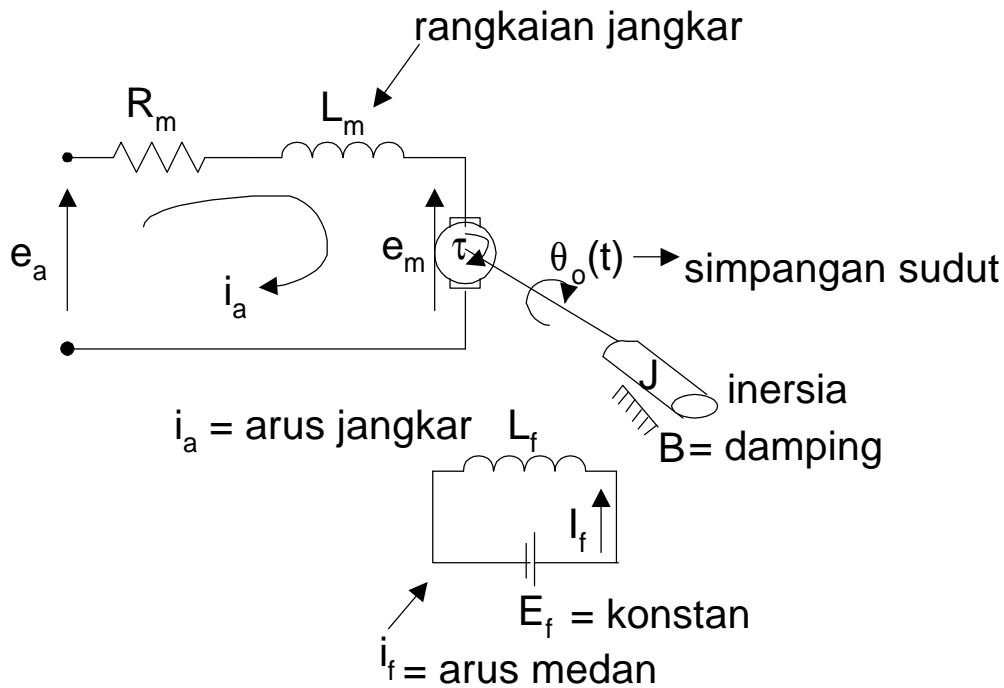 rangkaian jangkar
R_m
L_m
e_a
i_a
e_m
τ
θ_o(t)
simpangan sudut
J
inersia
i_a = arus jangkar
L_f
B= damping
I_f
E_f = konstan
i_f = arus medan